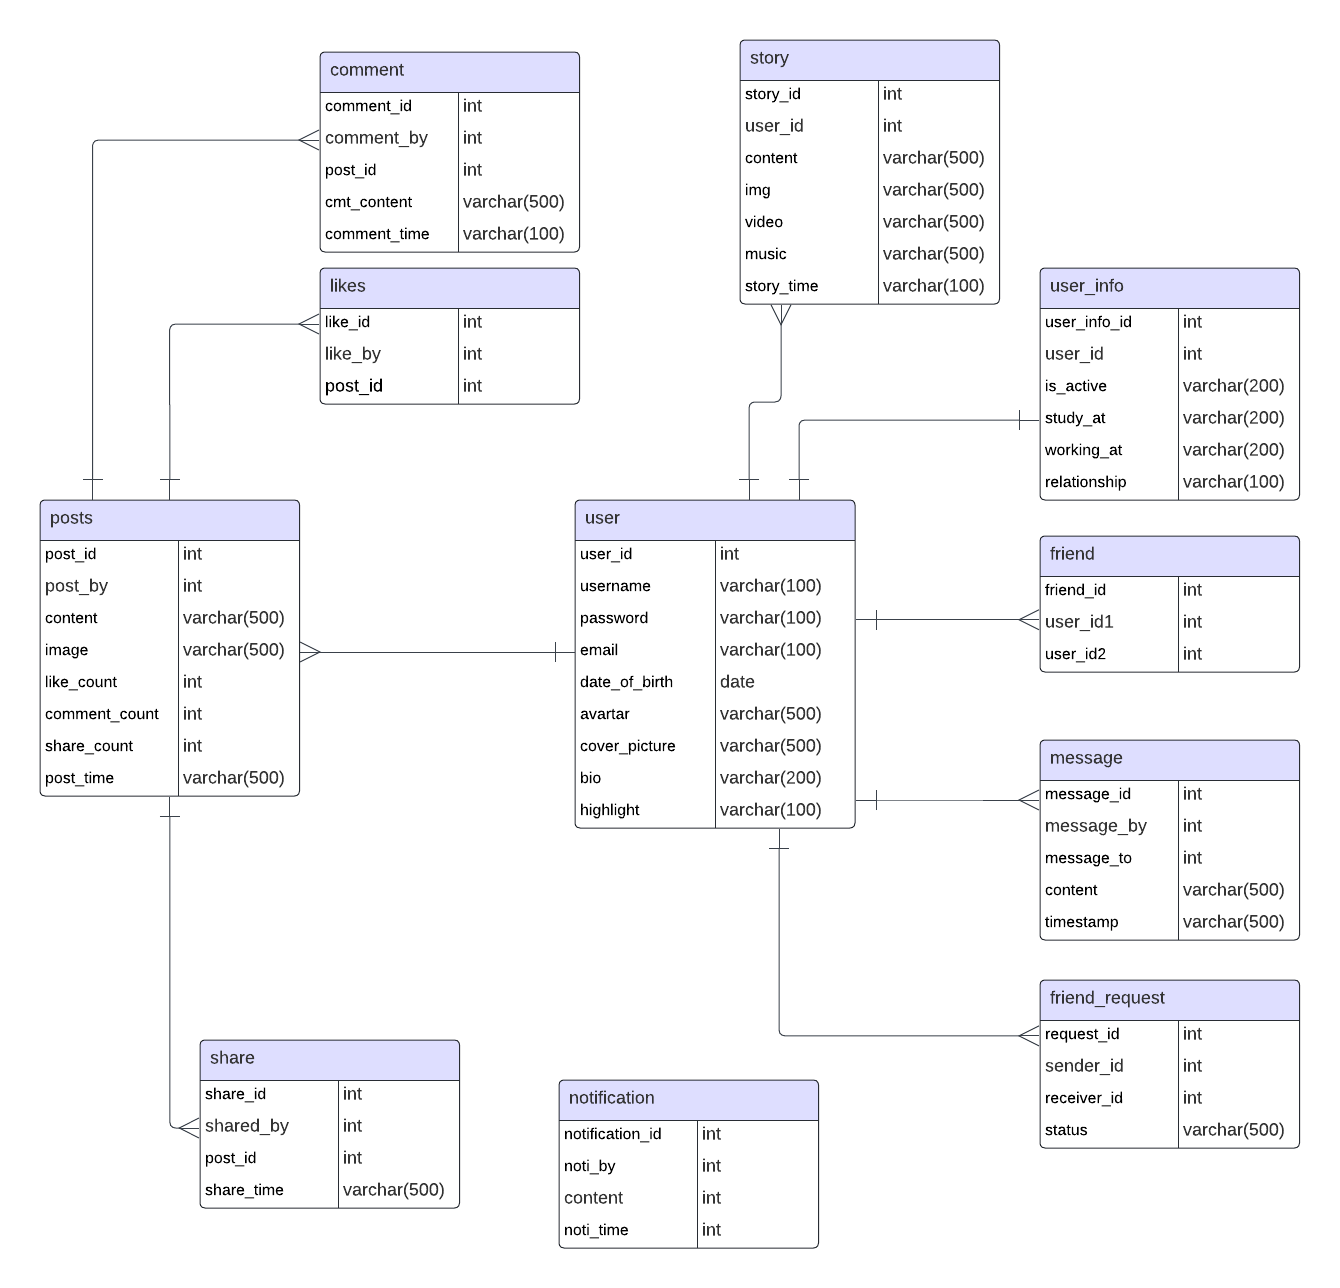 comment
comment_id int
comment_by int
post_id int
cmt_content varchar(500)
comment_time varchar(100)
story
story_id int
user_id int
content varchar(500)
img varchar(500)
video varchar(500)
music varchar(500)
story_time varchar(100)
likes
like_id int
like_by int
post_id int
user_info
user_info_id int
user_id int
is_active varchar(200)
study_at varchar(200)
working_at varchar(200)
relationship varchar(100)
posts
post_id int
post_by int
content varchar(500)
image varchar(500)
like_count int
comment_count int
share_count int
post_time varchar(500)
user
user_id int
username varchar(100)
password varchar(100)
email varchar(100)
date_of_birth date
avartar varchar(500)
cover_picture varchar(500)
bio varchar(200)
highlight varchar(100)
friend
friend_id int
user_id1 int
user_id2 int
message
message_id int
message_by int
message_to int
content varchar(500)
timestamp varchar(500)
friend_request
request_id int
sender_id int
receiver_id int
status varchar(500)
share
share_id int
shared_by int
post_id int
share_time varchar(500)
notification
notification_id int
noti_by int
content int
noti_time int